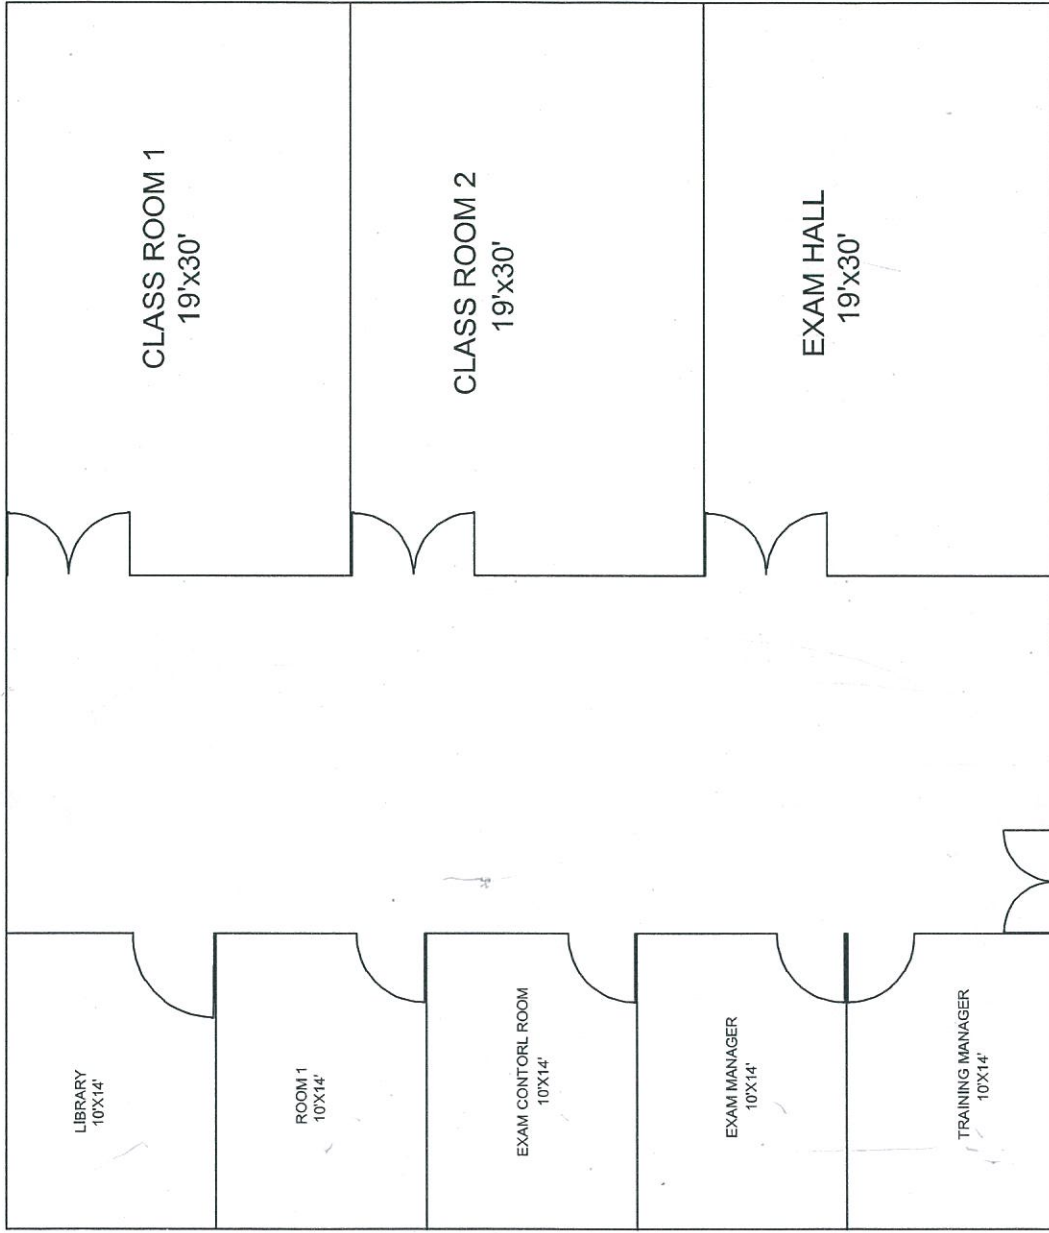 CLASS ROOM 1
19'x30'
CLASS ROOM 2
19'x30'
EXAM HALL
19'x30'
LIBRARY
10'X14'
ROOM 1
10'X14'
EXAM CONTORL ROOM
10'X14'
EXAM MANAGER
10'X14'
TRAINING MANAGER
10'X14'